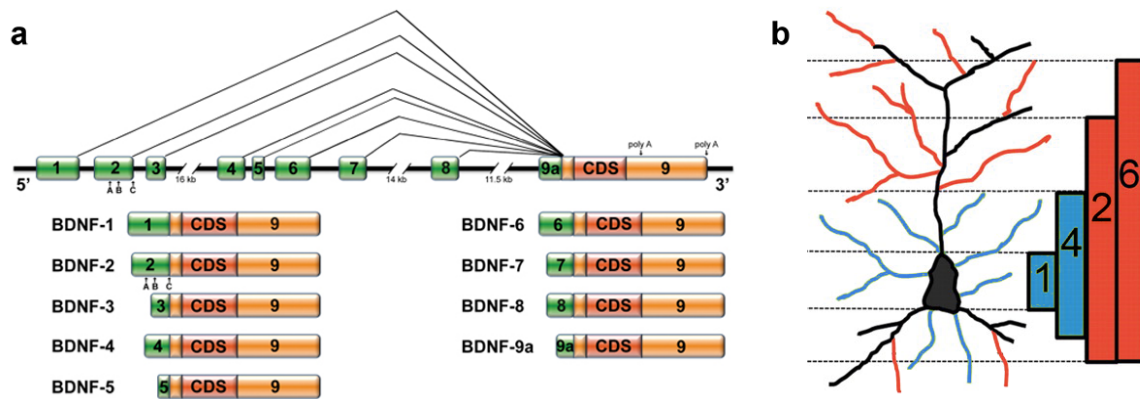 a
b
poly A
poly A
1 2 3 4 5 6 7 8 9a CDS 9
5' A B C 16 kb 14 kb 11.5 kb 3'
BDNF-1 1 CDS 9
BDNF-2 2 CDS 9
A B C
BDNF-3 3 CDS 9
BDNF-4 4 CDS 9
BDNF-5 5 CDS 9
BDNF-6 6 CDS 9
BDNF-7 7 CDS 9
BDNF-8 8 CDS 9
BDNF-9a 9a CDS 9
1
4
2
6